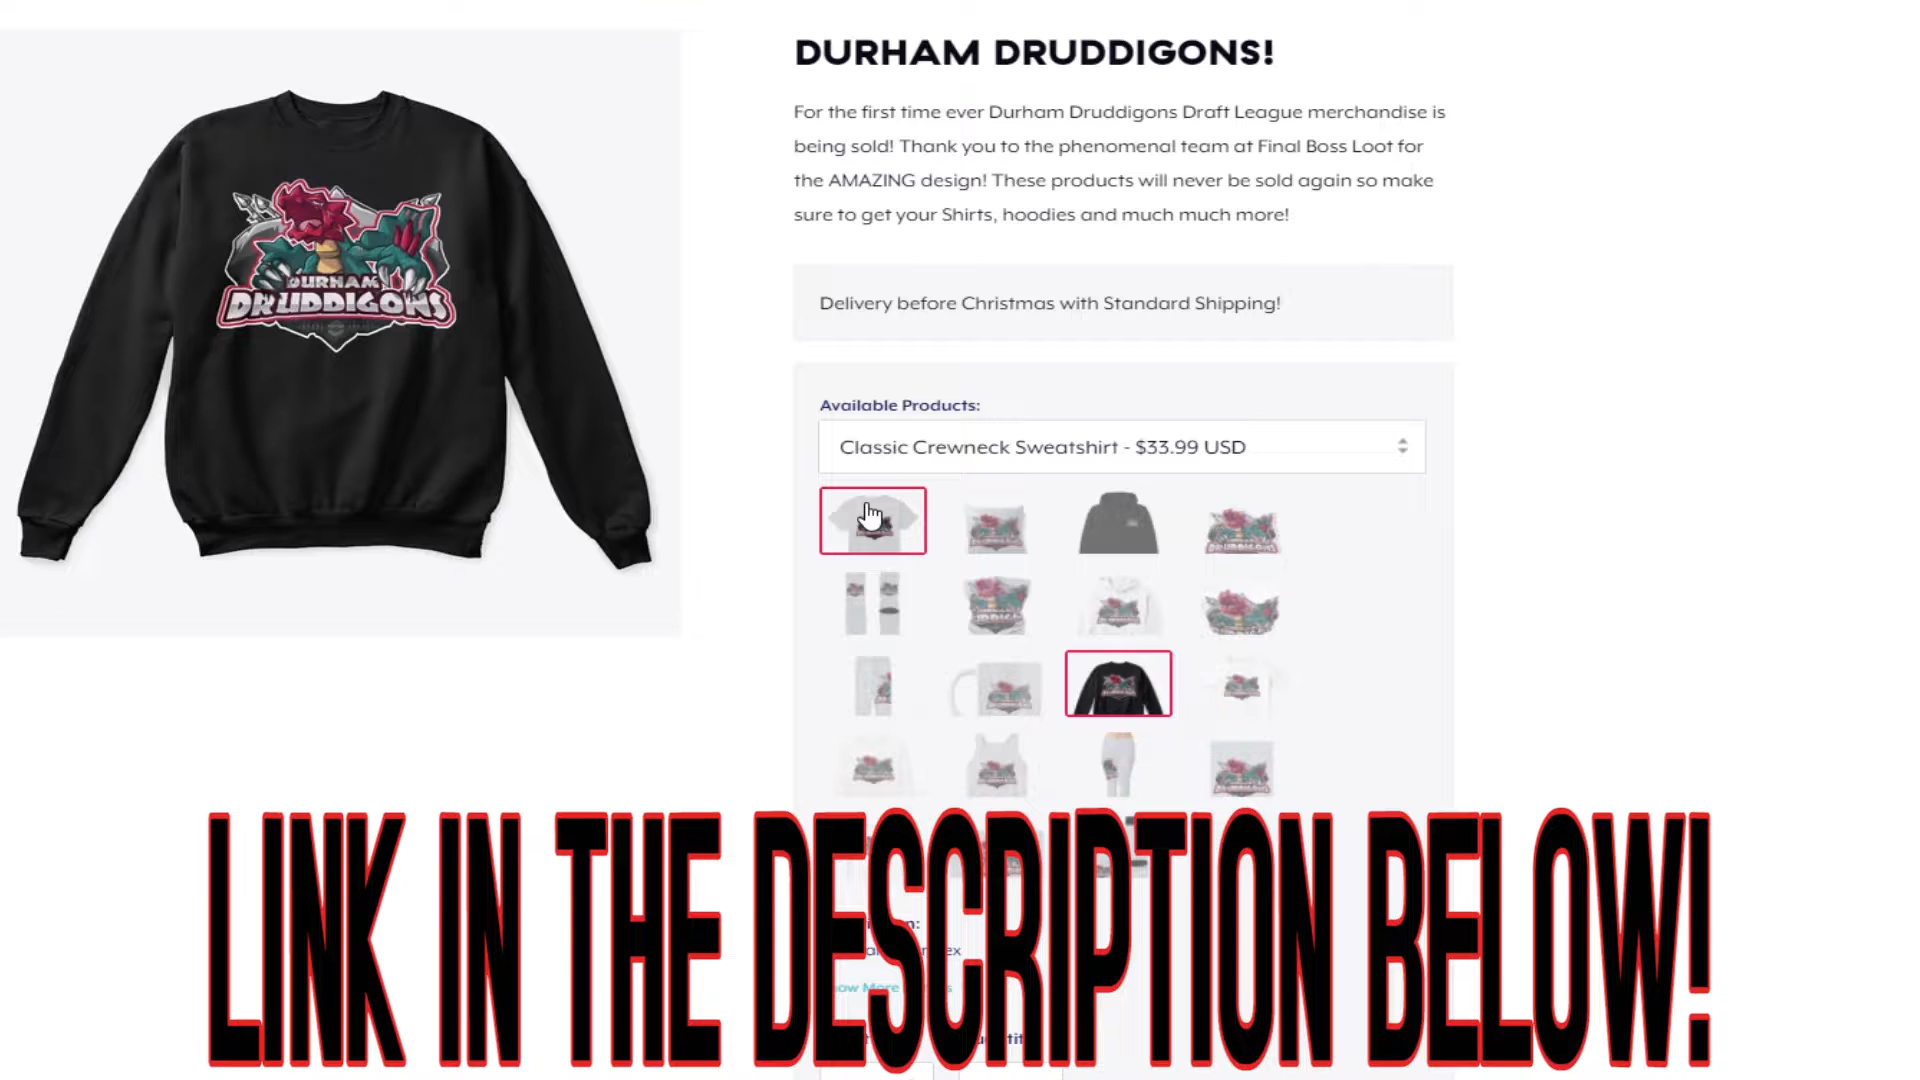 DURHAM DRUDDIGONS!
For the first time ever Durham Druddigons Draft League merchandise is
being sold! Thank you to the phenomenal team at Final Boss Loot for
the AMAZING design! These products will never be sold again so make
sure to get your Shirts, hoodies and much much more!
DURHAM
DRUDDIGONS
Delivery before Christmas with Standard Shipping!
Available Products:
Classic Crewneck Sweatshirt - $33.99 USD
LINK IN THE DESCRIPTION BELOW!